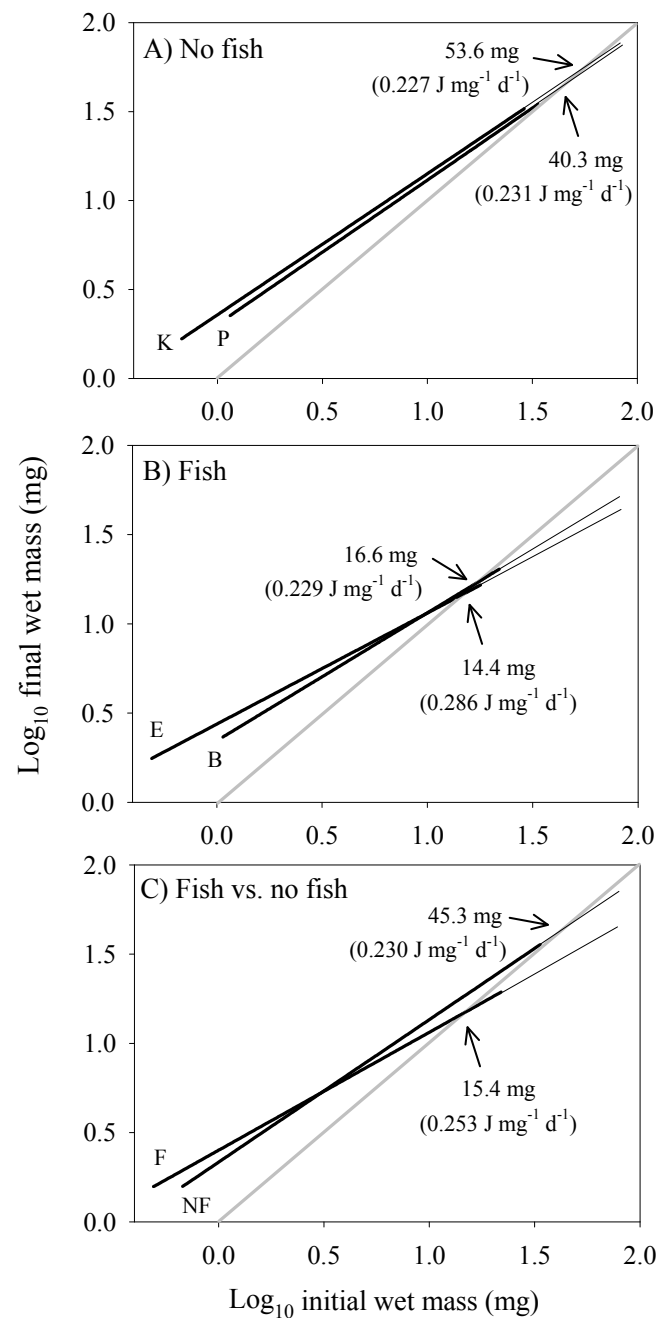 A) No fish
53.6 mg
(0.227 J mg⁻¹ d⁻¹)
40.3 mg
(0.231 J mg⁻¹ d⁻¹)
K
P
2.0
1.5
1.0
0.5
0.0
0.0 0.5 1.0 1.5 2.0
B) Fish
16.6 mg
(0.229 J mg⁻¹ d⁻¹)
14.4 mg
(0.286 J mg⁻¹ d⁻¹)
E
B
2.0
1.5
1.0
0.5
0.0
0.0 0.5 1.0 1.5 2.0
Log₁₀ final wet mass (mg)
C) Fish vs. no fish
45.3 mg
(0.230 J mg⁻¹ d⁻¹)
15.4 mg
(0.253 J mg⁻¹ d⁻¹)
F
NF
2.0
1.5
1.0
0.5
0.0
0.0 0.5 1.0 1.5 2.0
Log₁₀ initial wet mass (mg)